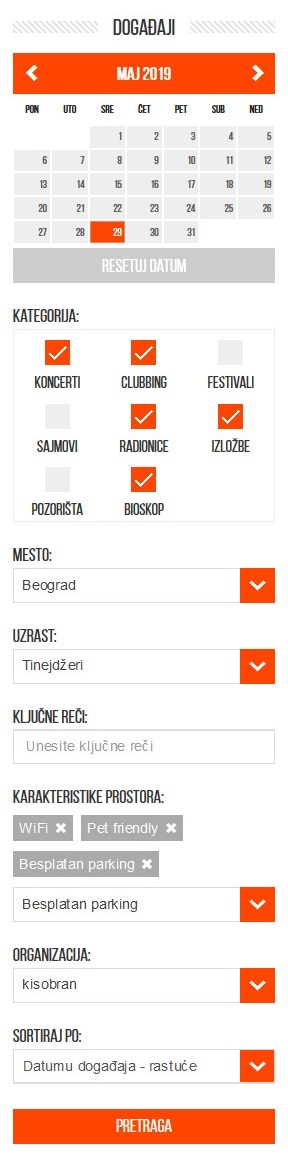 DOGAĐAJI
MAJ 2019
PON UTO SRE ČET PET SUB NED
1 2 3 4 5
6 7 8 9 10 11 12
13 14 15 16 17 18 19
20 21 22 23 24 25 26
27 28 29 30 31
RESETUJ DATUM
KATEGORIJA:
KONCERTI CLUBBING FESTIVALI
SAJMOVI RADIONICE IZLOŽBE
POZORIŠTA BIOSKOP
MESTO:
Beograd
UZRAST:
Tinejdžeri
KLJUČNE REČI:
Unesite ključne reči
KARAKTERISTIKE PROSTORA:
WiFi ✖ Pet friendly ✖
Besplatan parking ✖
Besplatan parking
ORGANIZACIJA:
kisobran
SORTIRAJ PO:
Datumu događaja - rastuće
PRETRAGA